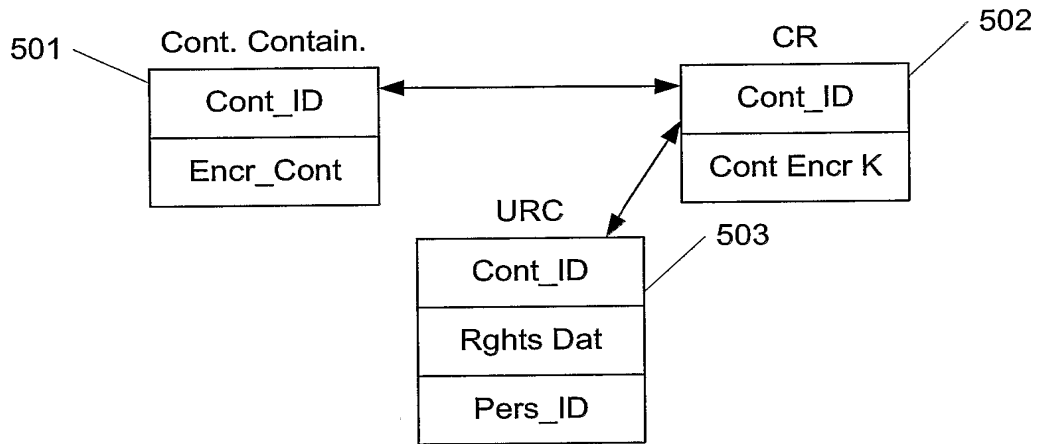 501
Cont. Contain.
Cont_ID
Encr_Cont
CR
502
Cont_ID
Cont Encr K
URC
503
Cont_ID
Rghts Dat
Pers_ID